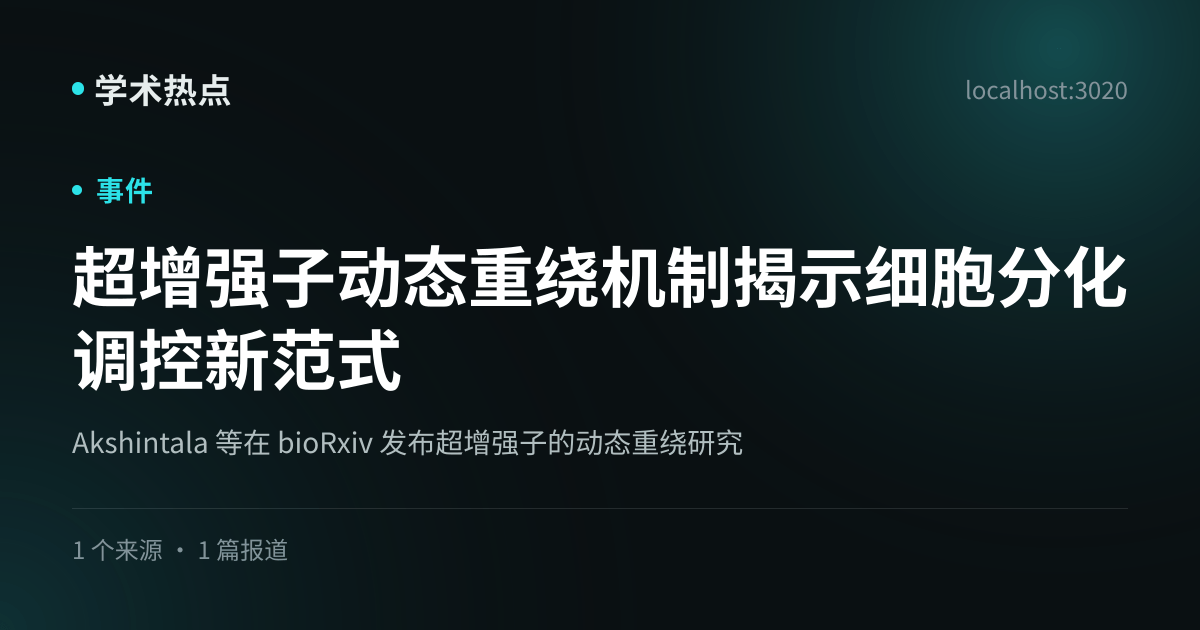 学术热点
localhost:3020
事件
超增强子动态重绕机制揭示细胞分化
调控新范式
Akshintala 等在 bioRxiv 发布超增强子的动态重绕研究
1 个来源 · 1 篇报道